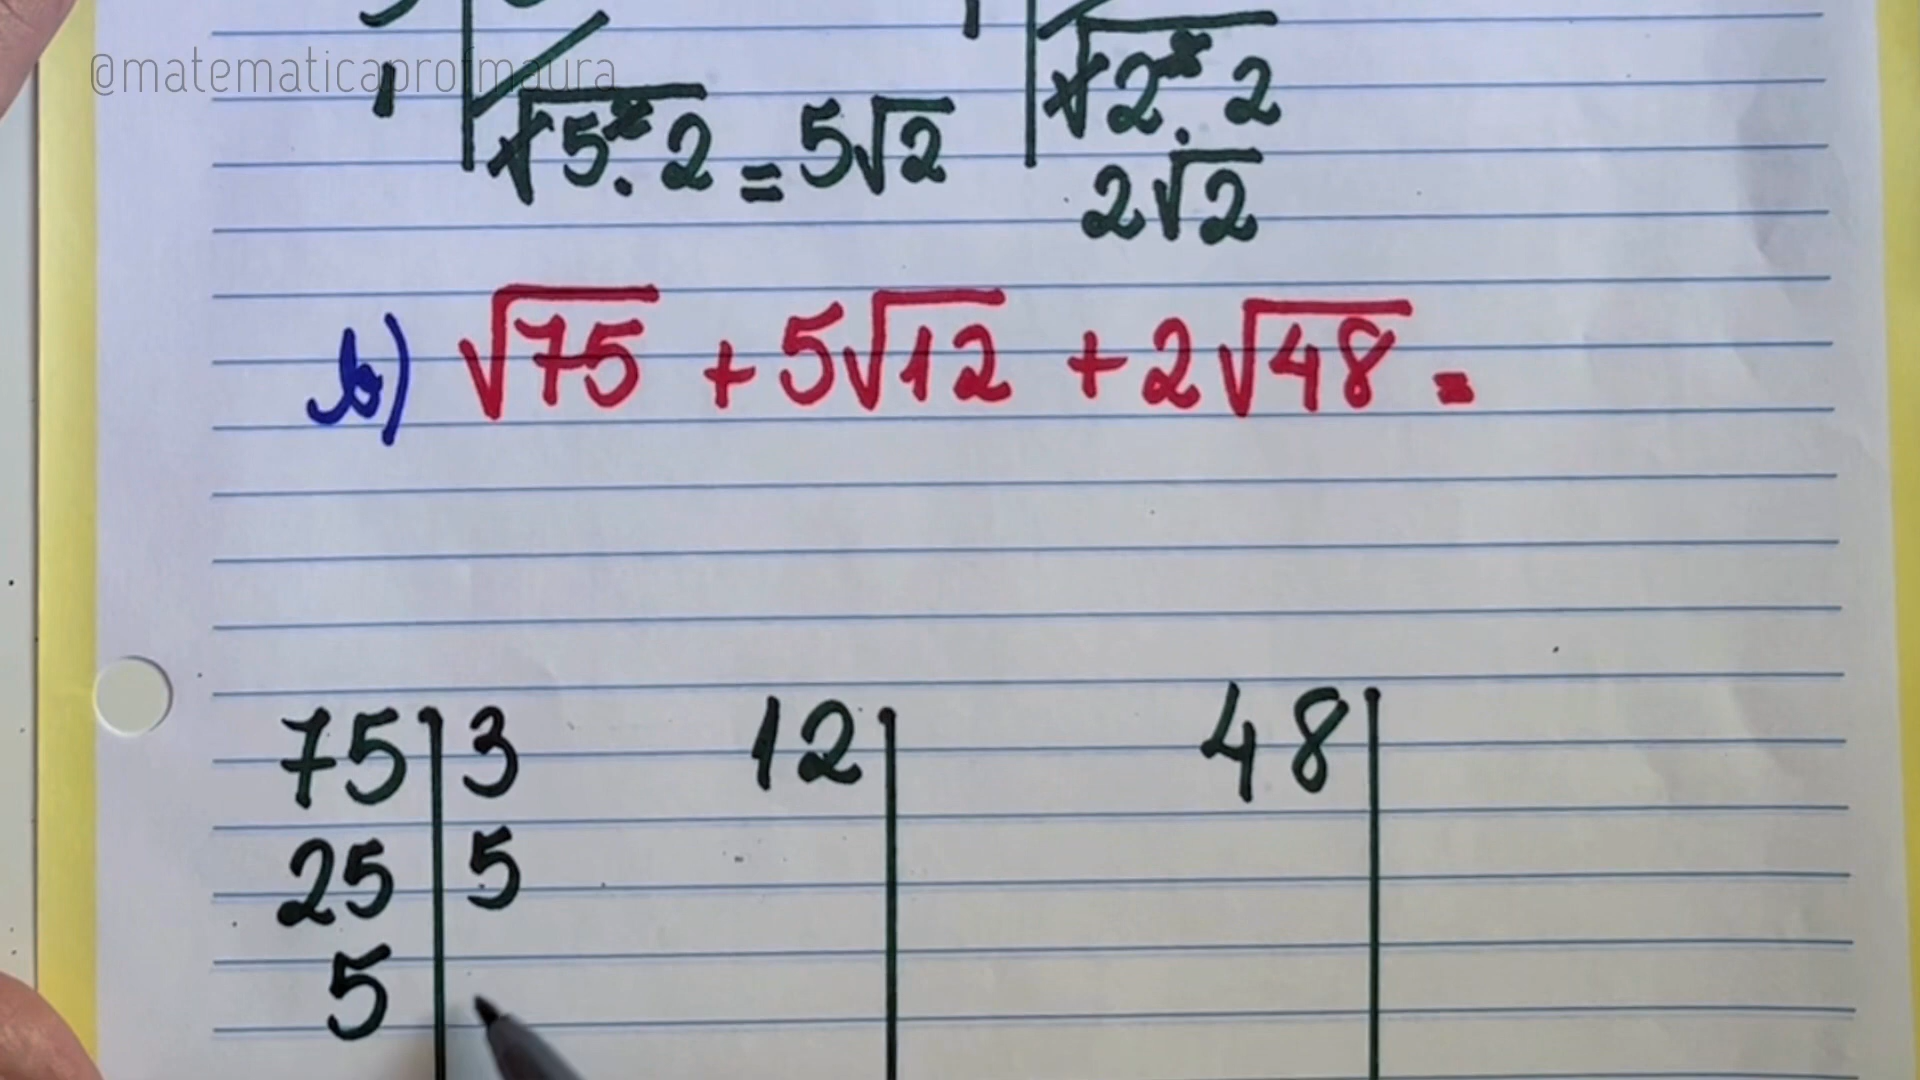 @matematicaprofmaura
1
√5². 2 = 5√2
√2². 2
2√2
b) √75 + 5√12 + 2√48 =
75 | 3 12 | 48 |
25 | 5
5 |